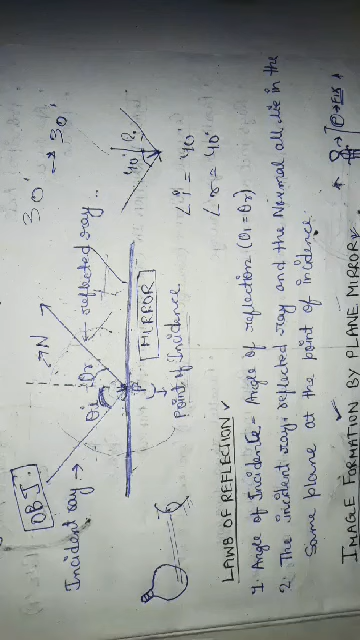 30° → 30°
OBJ.
N
Incident ray →
θi θr
← reflected ray
MIRROR
Point of Incidence
40° R
∠i = 40°
∠r = 40°
LAWS OF REFLECTION ✓
1. Angle of Incidente = Angle of reflection. (θi = θr)
2. The incident ray, reflected ray and the Normal all lie in the
same plane at the point of incidence.
IMAGE FORMATION BY PLANE MIRROR